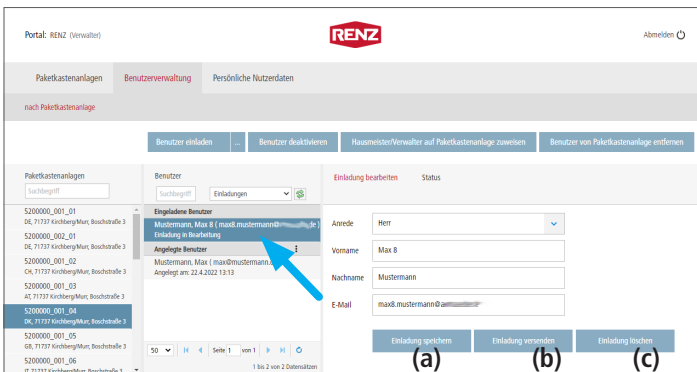 Portal: RENZ (Verwalter)
RENZ
Abmelden
Paketkastenanlagen Benutzerverwaltung Persönliche Nutzerdaten
nach Paketkastenanlage
Benutzer einladen ... Benutzer deaktivieren Hausmeister/Verwalter auf Paketkastenanlage zuweisen Benutzer von Paketkastenanlage entfernen
Paketkastenanlagen
Suchbegriff
5200000_001_01
DE, 71737 Kirchberg/Murr, Boschstraße 3
5200000_002_01
DE, 71737 Kirchberg/Murr, Boschstraße 3
5200000_001_02
CH, 71737 Kirchberg/Murr, Boschstraße 3
5200000_001_03
AT, 71737 Kirchberg/Murr, Boschstraße 3
5200000_001_04
DK, 71737 Kirchberg/Murr, Boschstraße 3
5200000_001_05
GB, 71737 Kirchberg/Murr, Boschstraße 3
5200000_001_06
IT, 71737 Kirchberg/Murr, Boschstraße 3
Benutzer
Suchbegriff Einladungen
Eingeladene Benutzer
Mustermann, Max 8 ( max8.mustermann@
Einladung in Bearbeitung
Angelegte Benutzer
Mustermann, Max ( max@mustermann.
Angelegt am: 22.4.2022 13:13
50 Seite 1 von 1
1 bis 2 von 2 Datensätzen
Einladung bearbeiten Status
Anrede Herr
Vorname Max 8
Nachname Mustermann
E-Mail max8.mustermann@
Einladung speichern Einladung versenden Einladung löschen
(a) (b) (c)